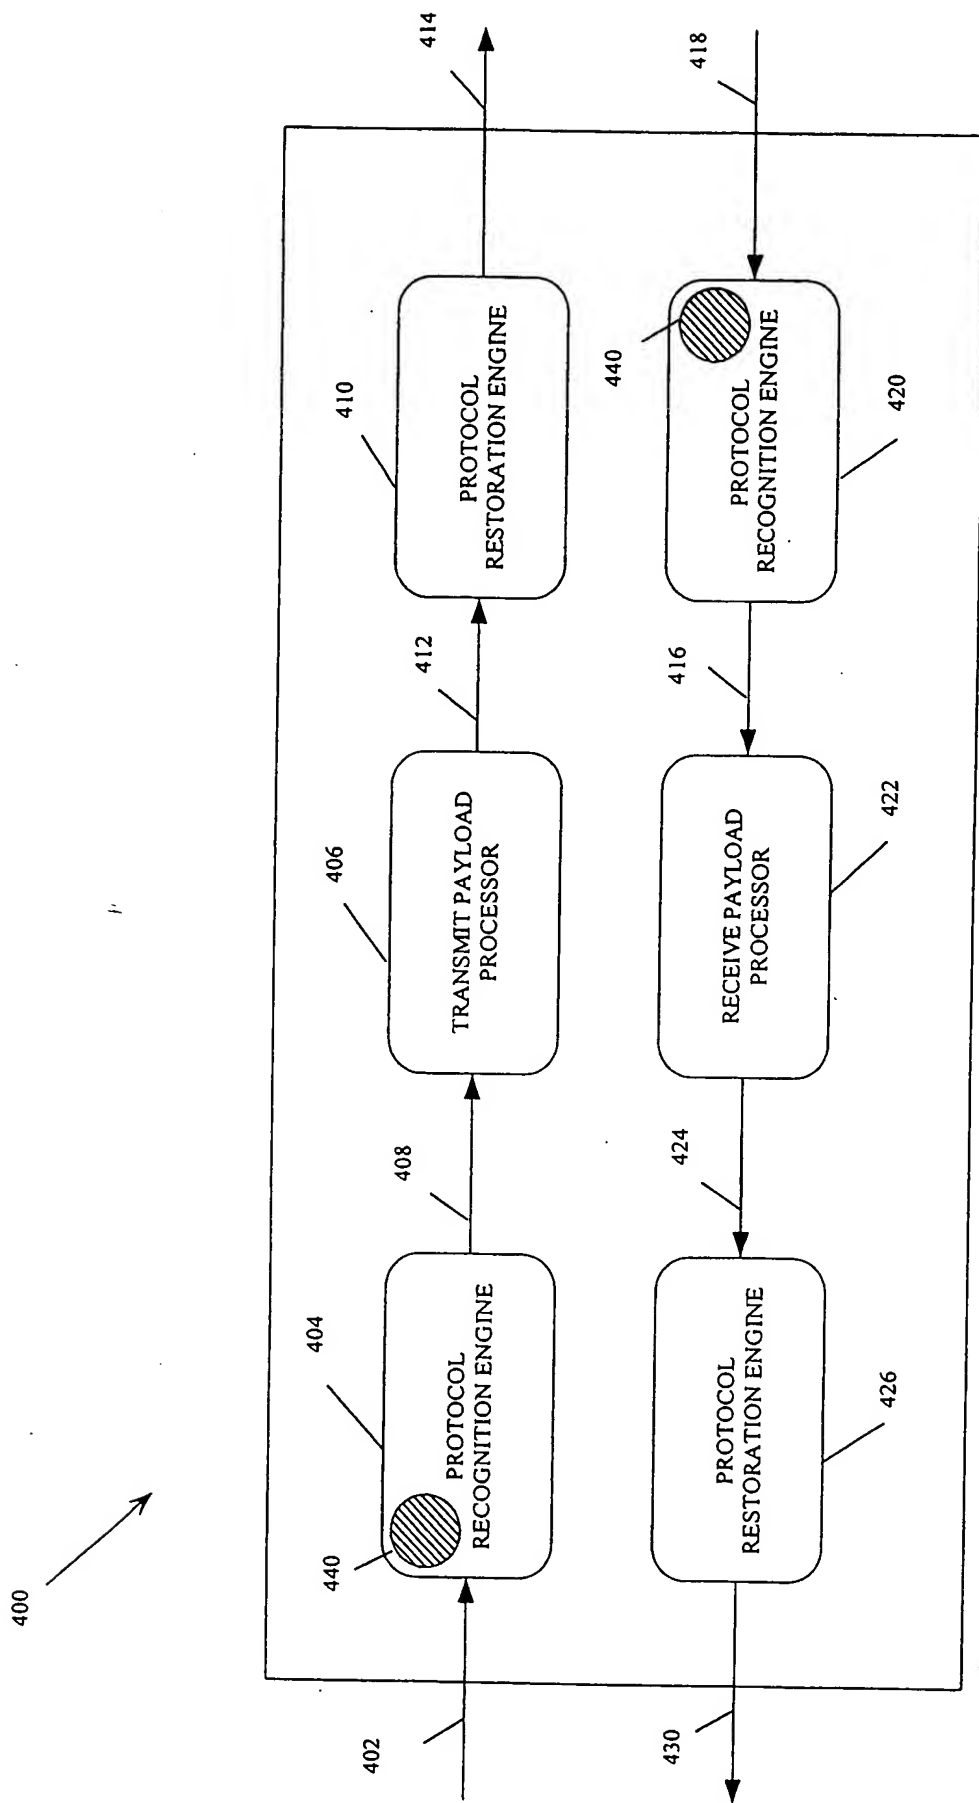 400
402
440
404
PROTOCOL
RECOGNITION ENGINE
408
406
TRANSMIT PAYLOAD
PROCESSOR
412
410
PROTOCOL
RESTORATION ENGINE
414
430
PROTOCOL
RESTORATION ENGINE
426
424
RECEIVE PAYLOAD
PROCESSOR
422
416
440
PROTOCOL
RECOGNITION ENGINE
420
418